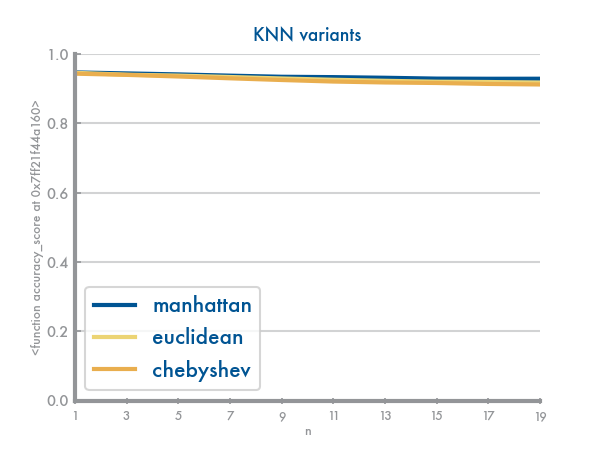 KNN variants
<function accuracy_score at 0x7ff21f44a160>
1.0
0.8
0.6
0.4
0.2
0.0
manhattan
euclidean
chebyshev
1 3 5 7 9 11 13 15 17 19
n